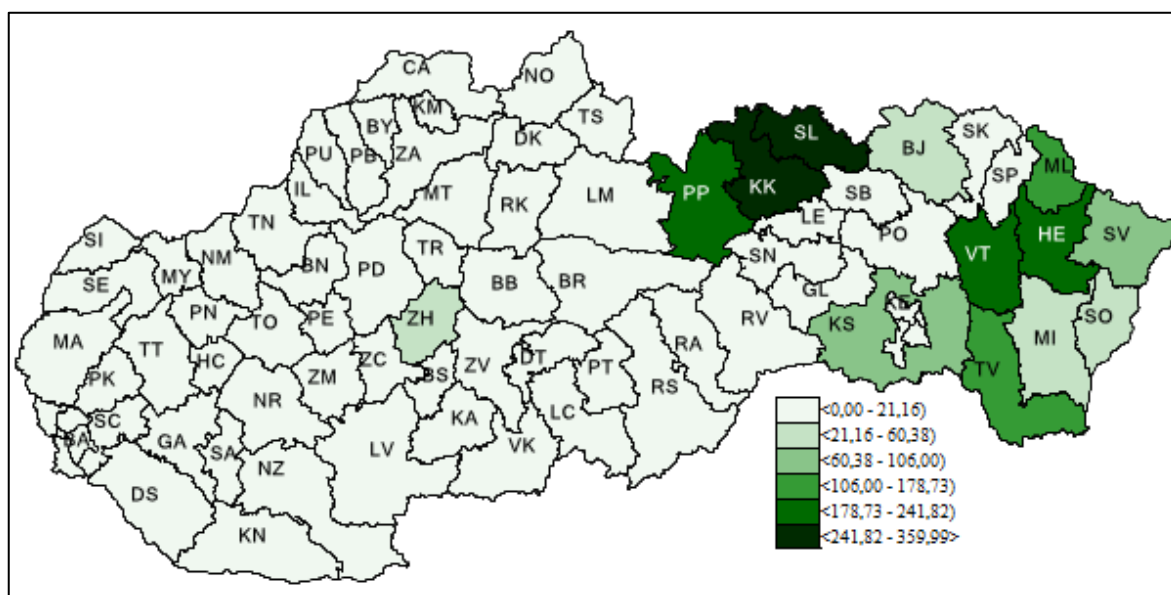 CA
NO
KM
TS
BY
DK
PU
PB
ZA
IL
MT
RK
LM
PP
SL
KK
BJ
SK
SP
ML
SB
LE
PO
SN
VT
HE
SV
TN
SI
NM
BN
PD
TR
BB
BR
MY
SE
PN
TO
PE
ZH
GL
RV
KS
KE
SO
MA
TT
HC
ZM
ZC
BS
ZV
DT
PT
RA
MI
TV
PK
NR
RS
SC
BA
GA
SA
NZ
LV
KA
VK
LC
DS
KN
<0,00 - 21,16)
<21,16 - 60,38)
<60,38 - 106,00)
<106,00 - 178,73)
<178,73 - 241,82)
<241,82 - 359,99>